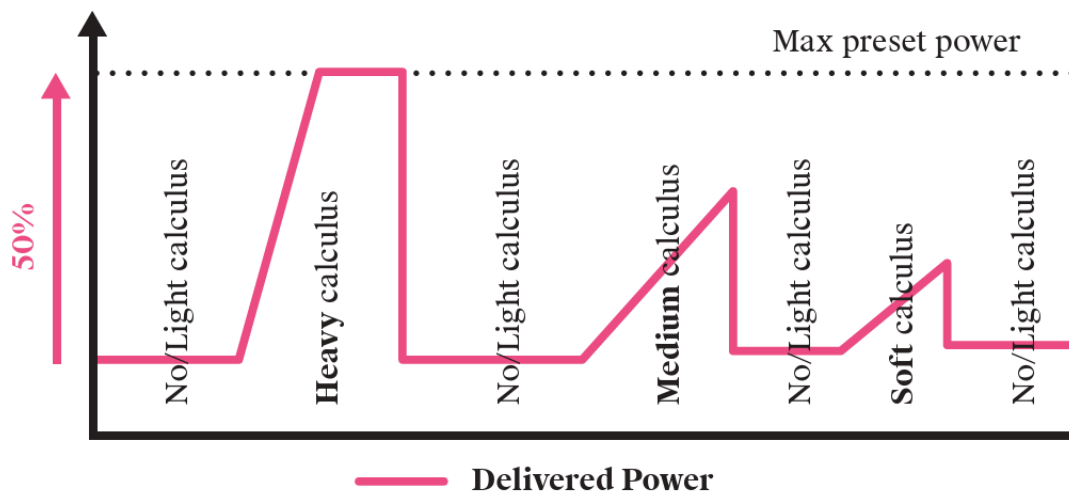 Max preset power
50%
No/Light calculus
Heavy calculus
No/Light calculus
Medium calculus
No/Light calculus
Soft calculus
No/Light calculus
Delivered Power